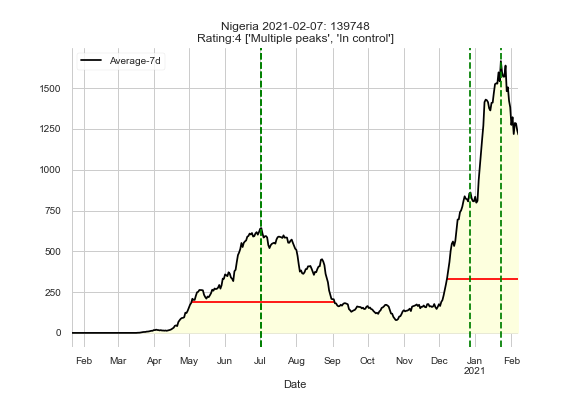 Nigeria 2021-02-07: 139748
Rating:4 ['Multiple peaks', 'In control']
Average-7d
1500
1250
1000
750
500
250
0
Feb Mar Apr May Jun Jul Aug Sep Oct Nov Dec Jan Feb
2021
Date